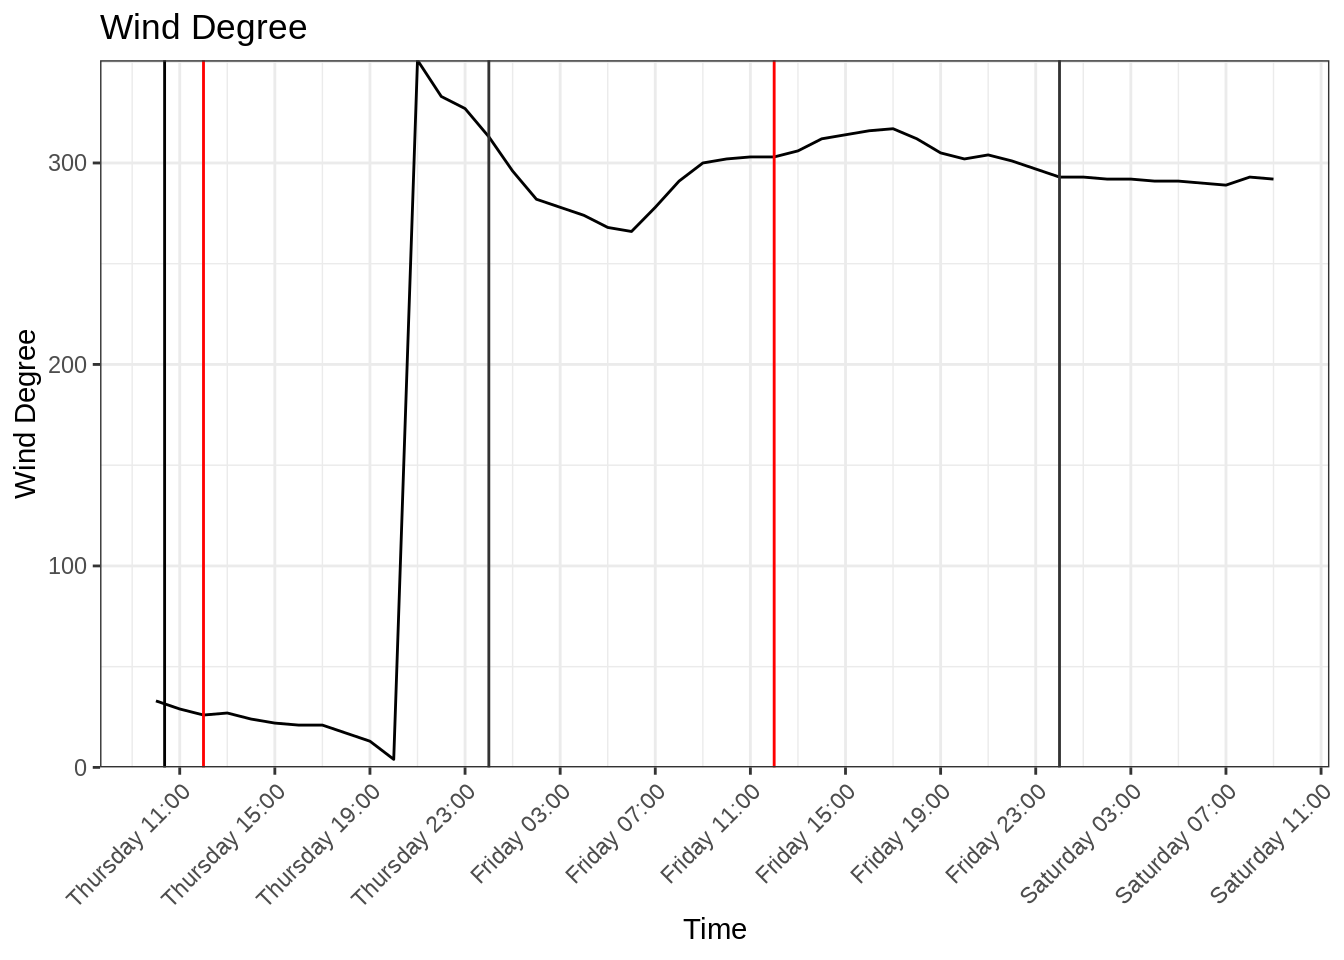 Wind Degree
Wind Degree
300
200
100
0
Thursday 11:00
Thursday 15:00
Thursday 19:00
Thursday 23:00
Friday 03:00
Friday 07:00
Friday 11:00
Friday 15:00
Friday 19:00
Friday 23:00
Saturday 03:00
Saturday 07:00
Saturday 11:00
Time